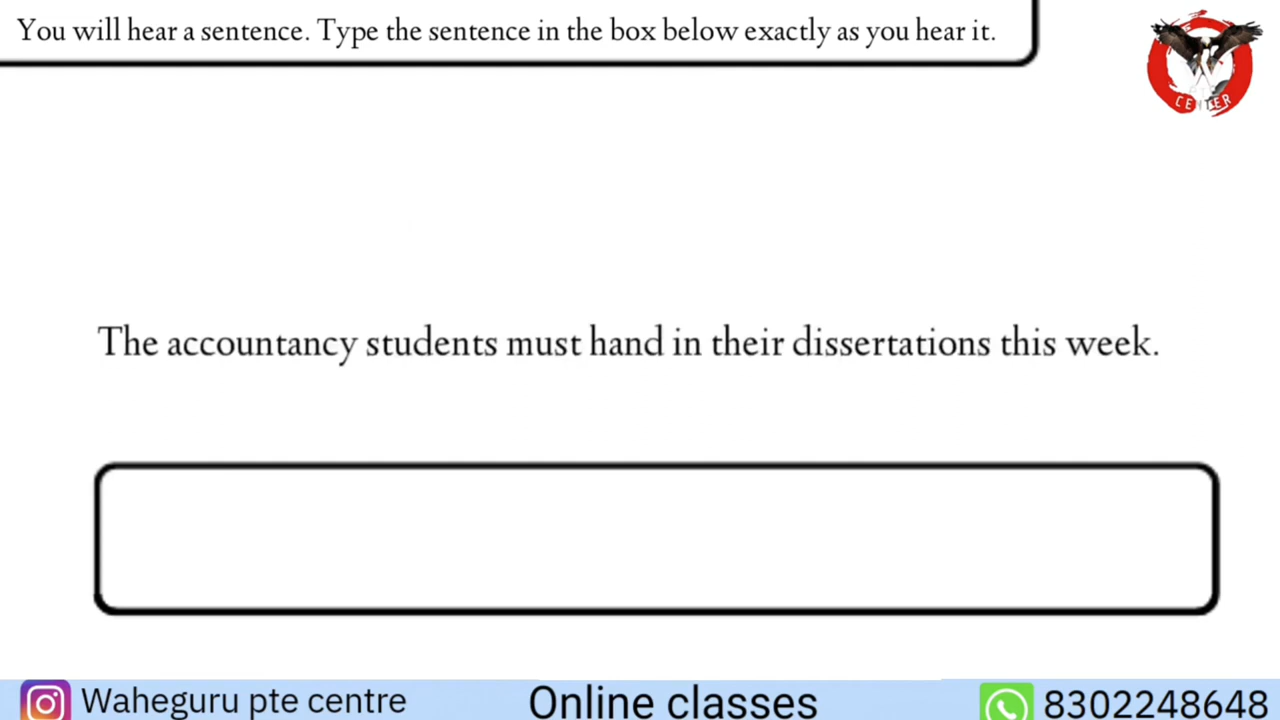 You will hear a sentence. Type the sentence in the box below exactly as you hear it.
CENTER
The accountancy students must hand in their dissertations this week.
Waheguru pte centre
Online classes
8302248648